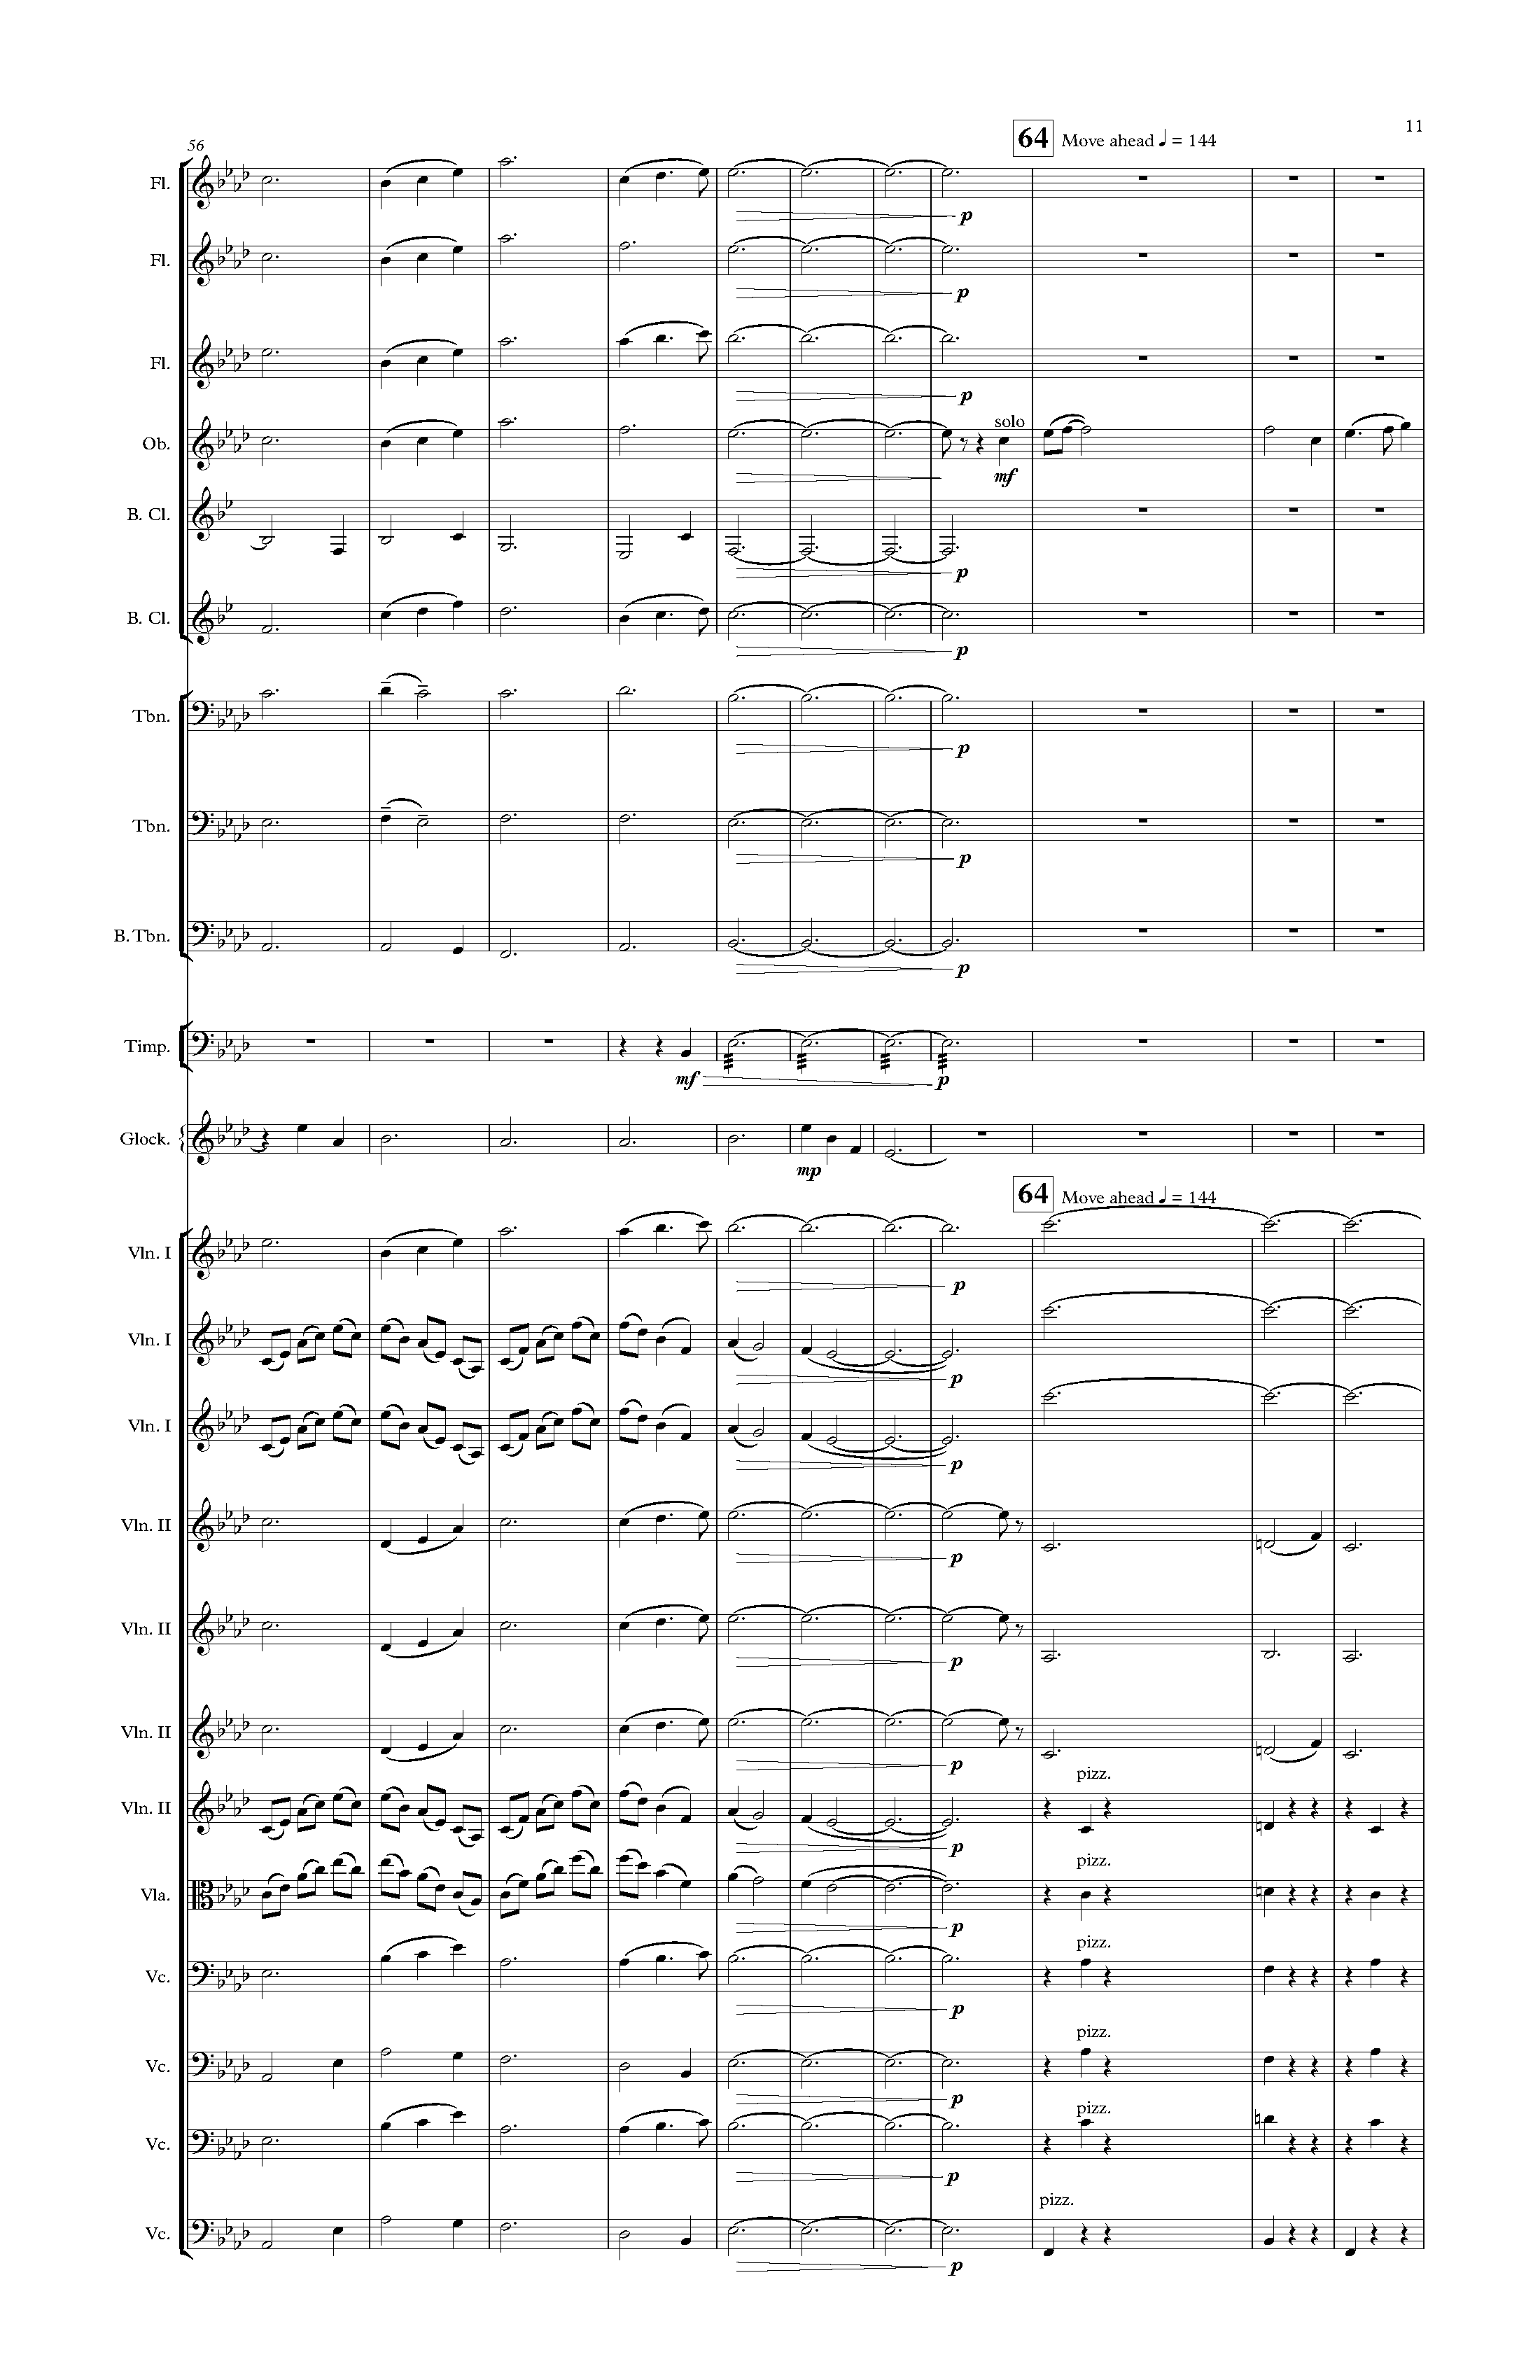 11
56
64 Move ahead ♩ = 144
Fl.
p
Fl.
p
Fl.
p
Ob.
solo
mf
B. Cl.
p
B. Cl.
p
Tbn.
p
Tbn.
p
B. Tbn.
p
Timp.
mf p
Glock.
mp
64 Move ahead ♩ = 144
Vln. I
p
Vln. I
p
Vln. I
p
Vln. II
p
Vln. II
p
Vln. II
p
pizz.
Vln. II
p
pizz.
Vla.
p
pizz.
Vc.
p
pizz.
Vc.
p
pizz.
Vc.
p
pizz.
Vc.
p